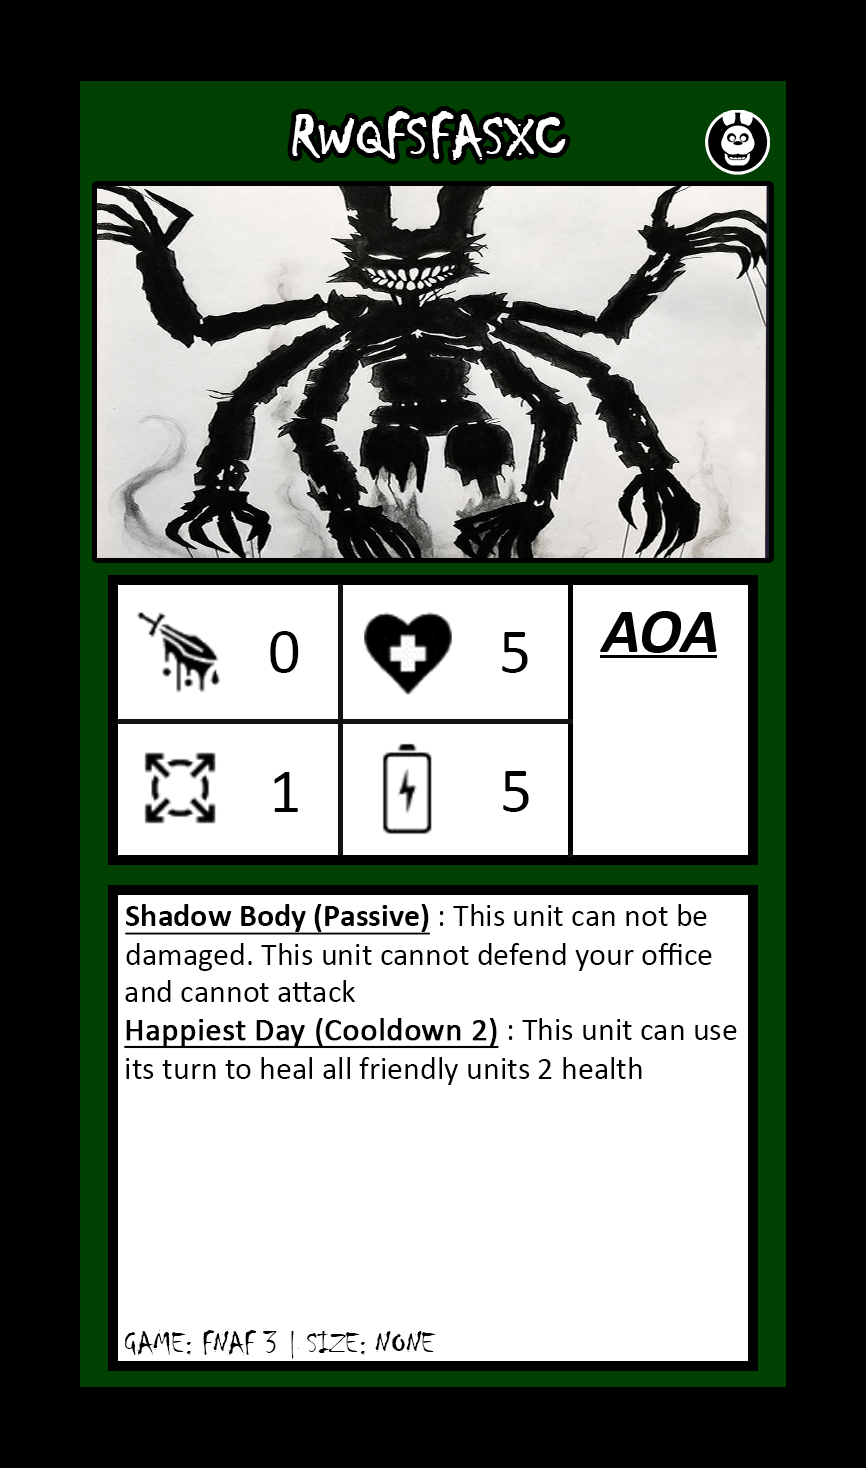 RWQFSFASXC
0
5
AOA
1
5
Shadow Body (Passive) : This unit can not be
damaged. This unit cannot defend your office
and cannot attack
Happiest Day (Cooldown 2) : This unit can use
its turn to heal all friendly units 2 health
GAME: FNAF 3 | SIZE: NONE